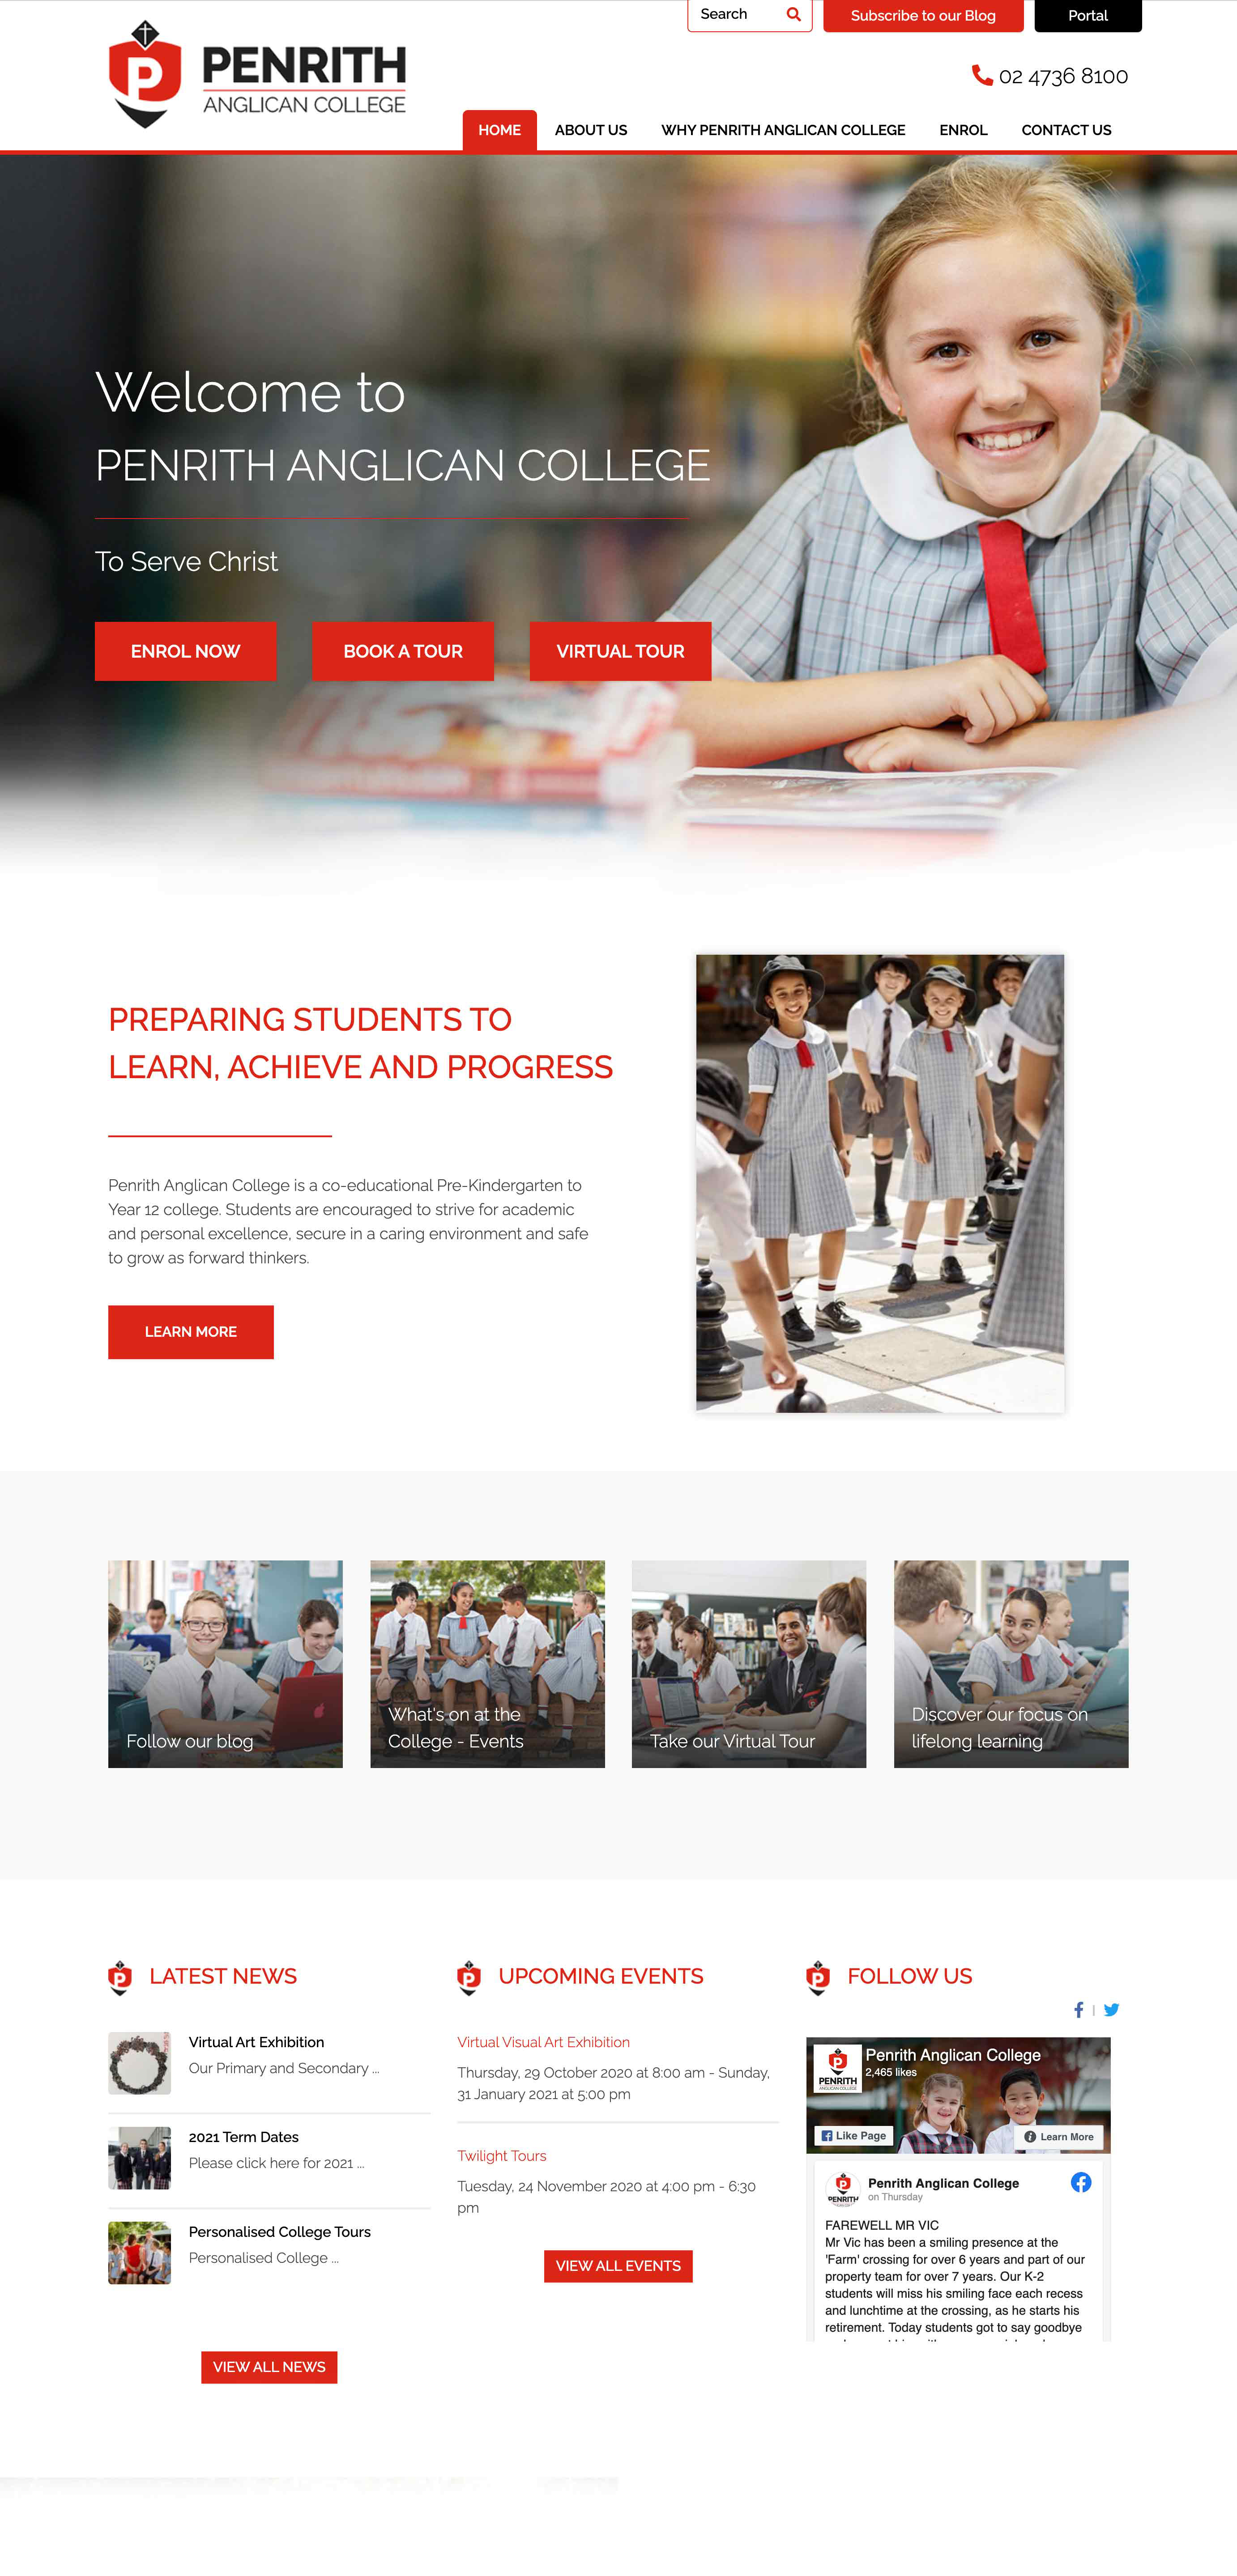 Search
Subscribe to our Blog
Portal
P
PENRITH
ANGLICAN COLLEGE
02 4736 8100
HOME
ABOUT US
WHY PENRITH ANGLICAN COLLEGE
ENROL
CONTACT US
Welcome to
PENRITH ANGLICAN COLLEGE
To Serve Christ
ENROL NOW
BOOK A TOUR
VIRTUAL TOUR
PREPARING STUDENTS TO
LEARN, ACHIEVE AND PROGRESS
Penrith Anglican College is a co-educational Pre-Kindergarten to
Year 12 college. Students are encouraged to strive for academic
and personal excellence, secure in a caring environment and safe
to grow as forward thinkers.
LEARN MORE
Follow our blog
What's on at the
College - Events
Take our Virtual Tour
Discover our focus on
lifelong learning
P
LATEST NEWS
Virtual Art Exhibition
Our Primary and Secondary ...
2021 Term Dates
Please click here for 2021 ...
Personalised College Tours
Personalised College ...
VIEW ALL NEWS
P
UPCOMING EVENTS
Virtual Visual Art Exhibition
Thursday, 29 October 2020 at 8:00 am - Sunday,
31 January 2021 at 5:00 pm
Twilight Tours
Tuesday, 24 November 2020 at 4:00 pm - 6:30
pm
VIEW ALL EVENTS
P
FOLLOW US
P
PENRITH
ANGLICAN COLLEGE
Penrith Anglican College
2,465 likes
Like Page
Learn More
P
PENRITH
Penrith Anglican College
on Thursday
FAREWELL MR VIC
Mr Vic has been a smiling presence at the
'Farm' crossing for over 6 years and part of our
property team for over 7 years. Our K-2
students will miss his smiling face each recess
and lunchtime at the crossing, as he starts his
retirement. Today students got to say goodbye